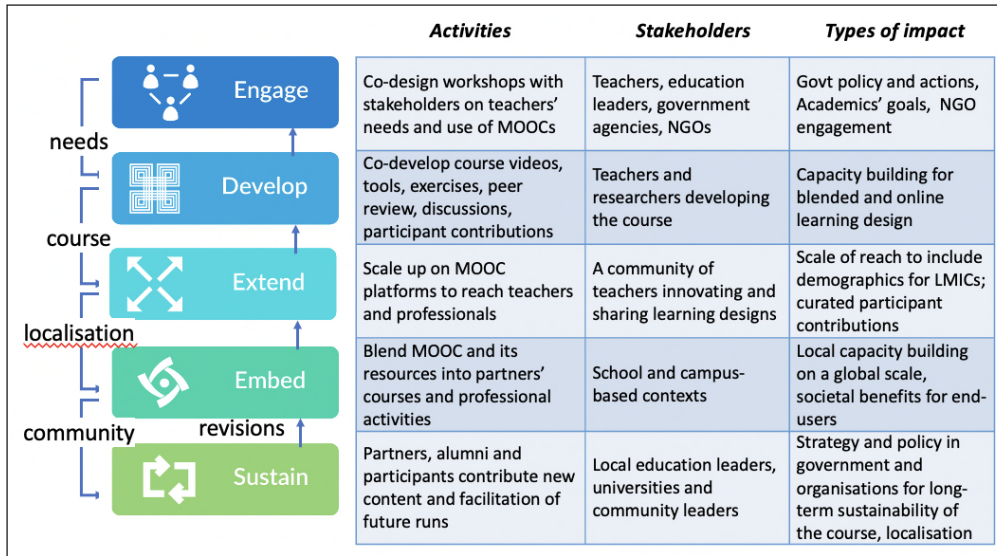 Activities
Stakeholders
Types of impact
needs
Engage
Co-design workshops with
stakeholders on teachers'
needs and use of MOOCs
Teachers, education
leaders, government
agencies, NGOs
Govt policy and actions,
Academics' goals, NGO
engagement
course
Develop
Co-develop course videos,
tools, exercises, peer
review, discussions,
participant contributions
Teachers and
researchers developing
the course
Capacity building for
blended and online
learning design
localisation
Extend
Scale up on MOOC
platforms to reach teachers
and professionals
A community of
teachers innovating and
sharing learning designs
Scale of reach to include
demographics for LMICs;
curated participant
contributions
community
Embed
Blend MOOC and its
resources into partners'
courses and professional
activities
School and campus-
based contexts
Local capacity building
on a global scale,
societal benefits for end-
users
revisions
Sustain
Partners, alumni and
participants contribute new
content and facilitation of
future runs
Local education leaders,
universities and
community leaders
Strategy and policy in
government and
organisations for long-
term sustainability of
the course, localisation